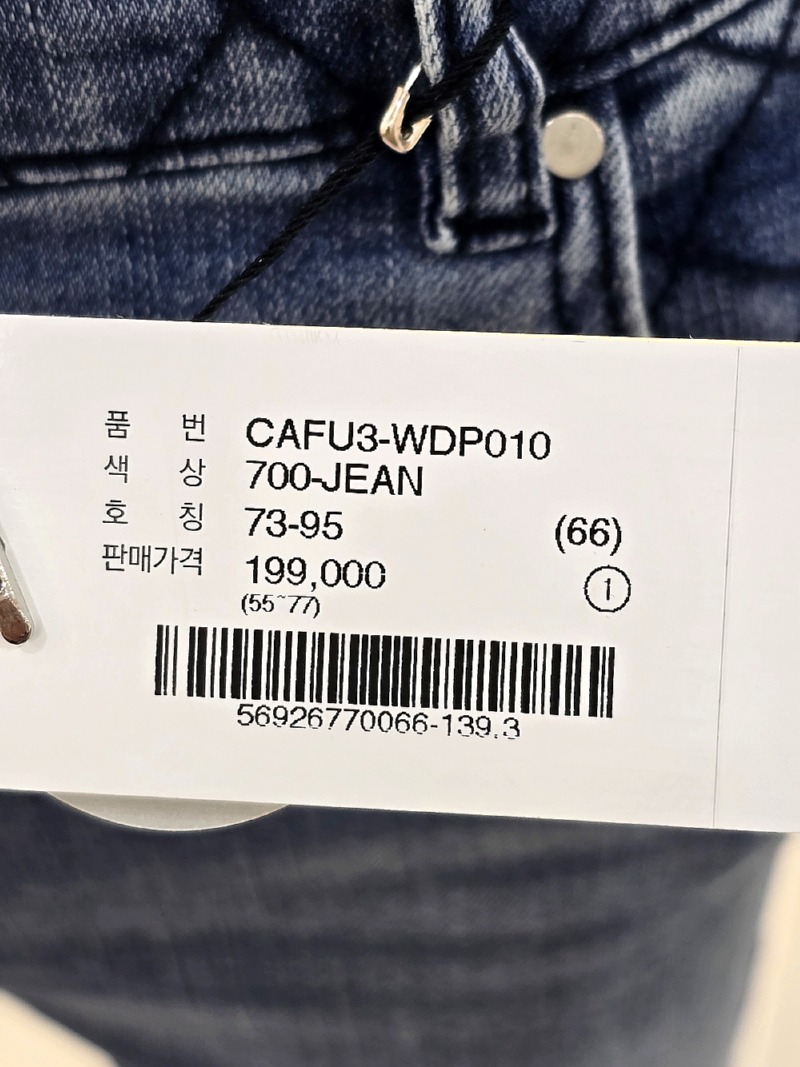 품 번 CAFU3-WDP010
색 상 700-JEAN
호 칭 73-95 (66)
판매가격 199,000 ①
(55~77)
56926770066-139.3